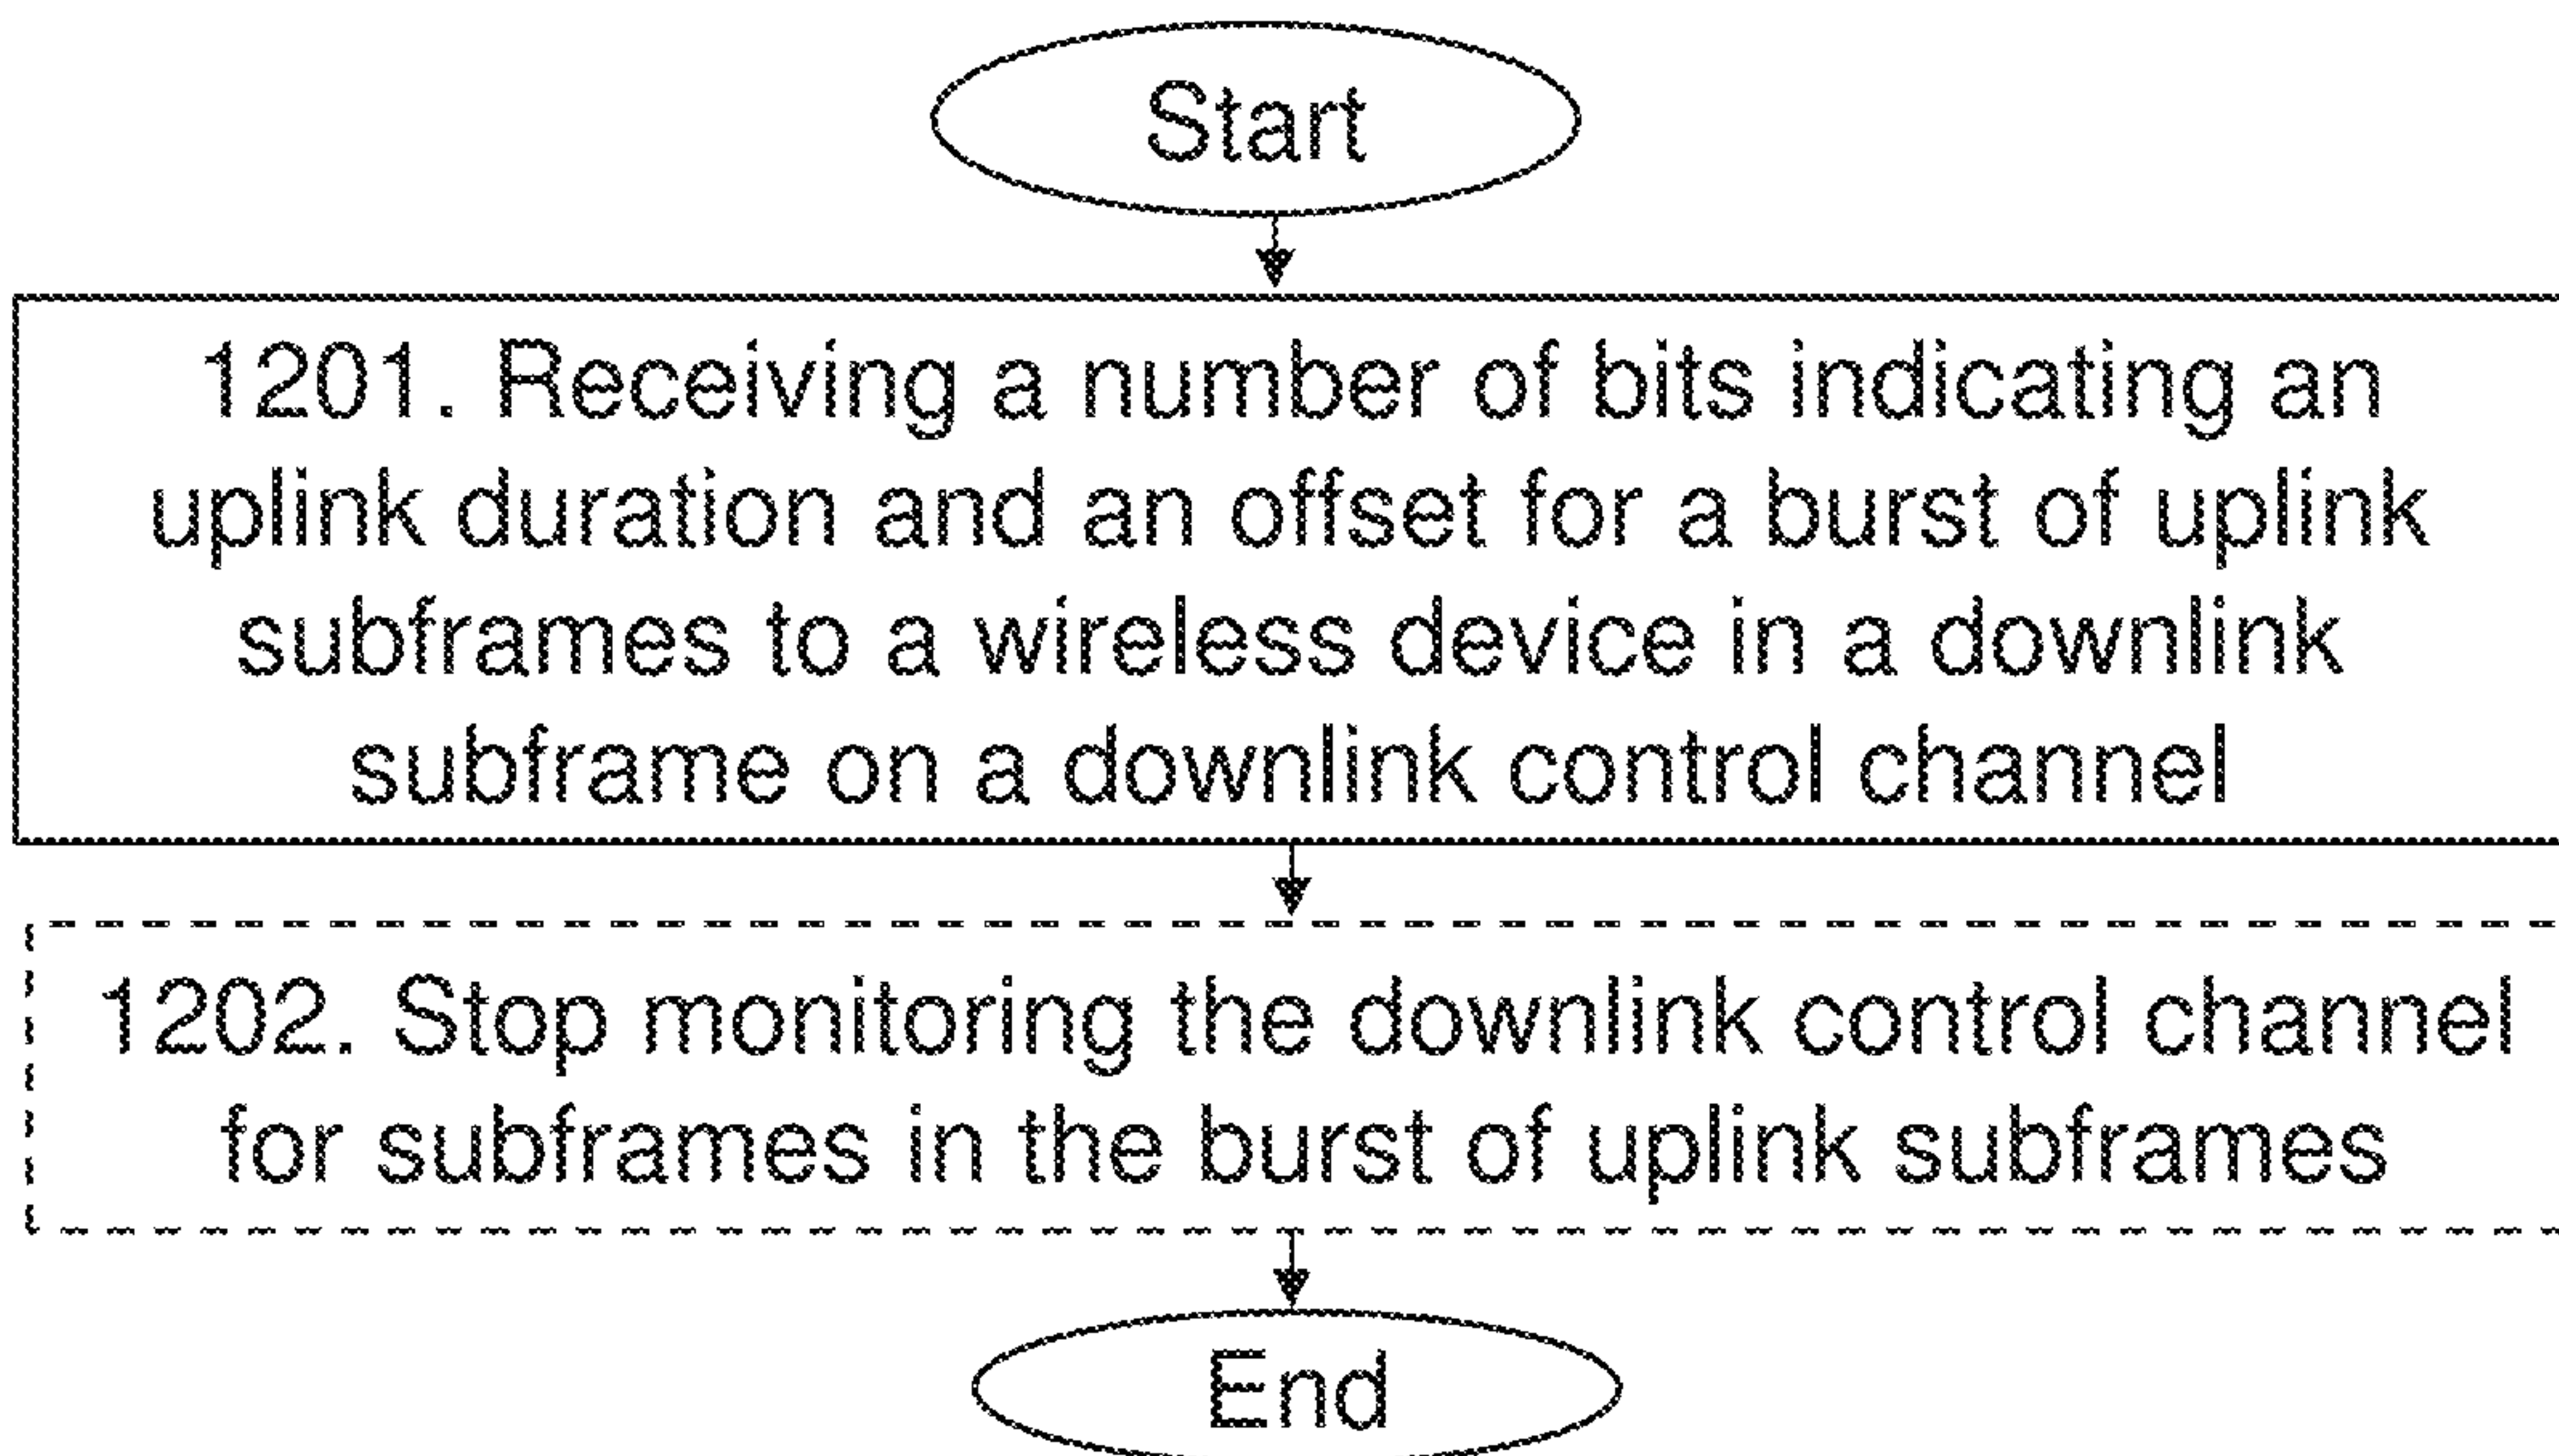 Start
1201. Receiving a number of bits indicating an
uplink duration and an offset for a burst of uplink
subframes to a wireless device in a downlink
subframe on a downlink control channel
1202. Stop monitoring the downlink control channel
for subframes in the burst of uplink subframes
End